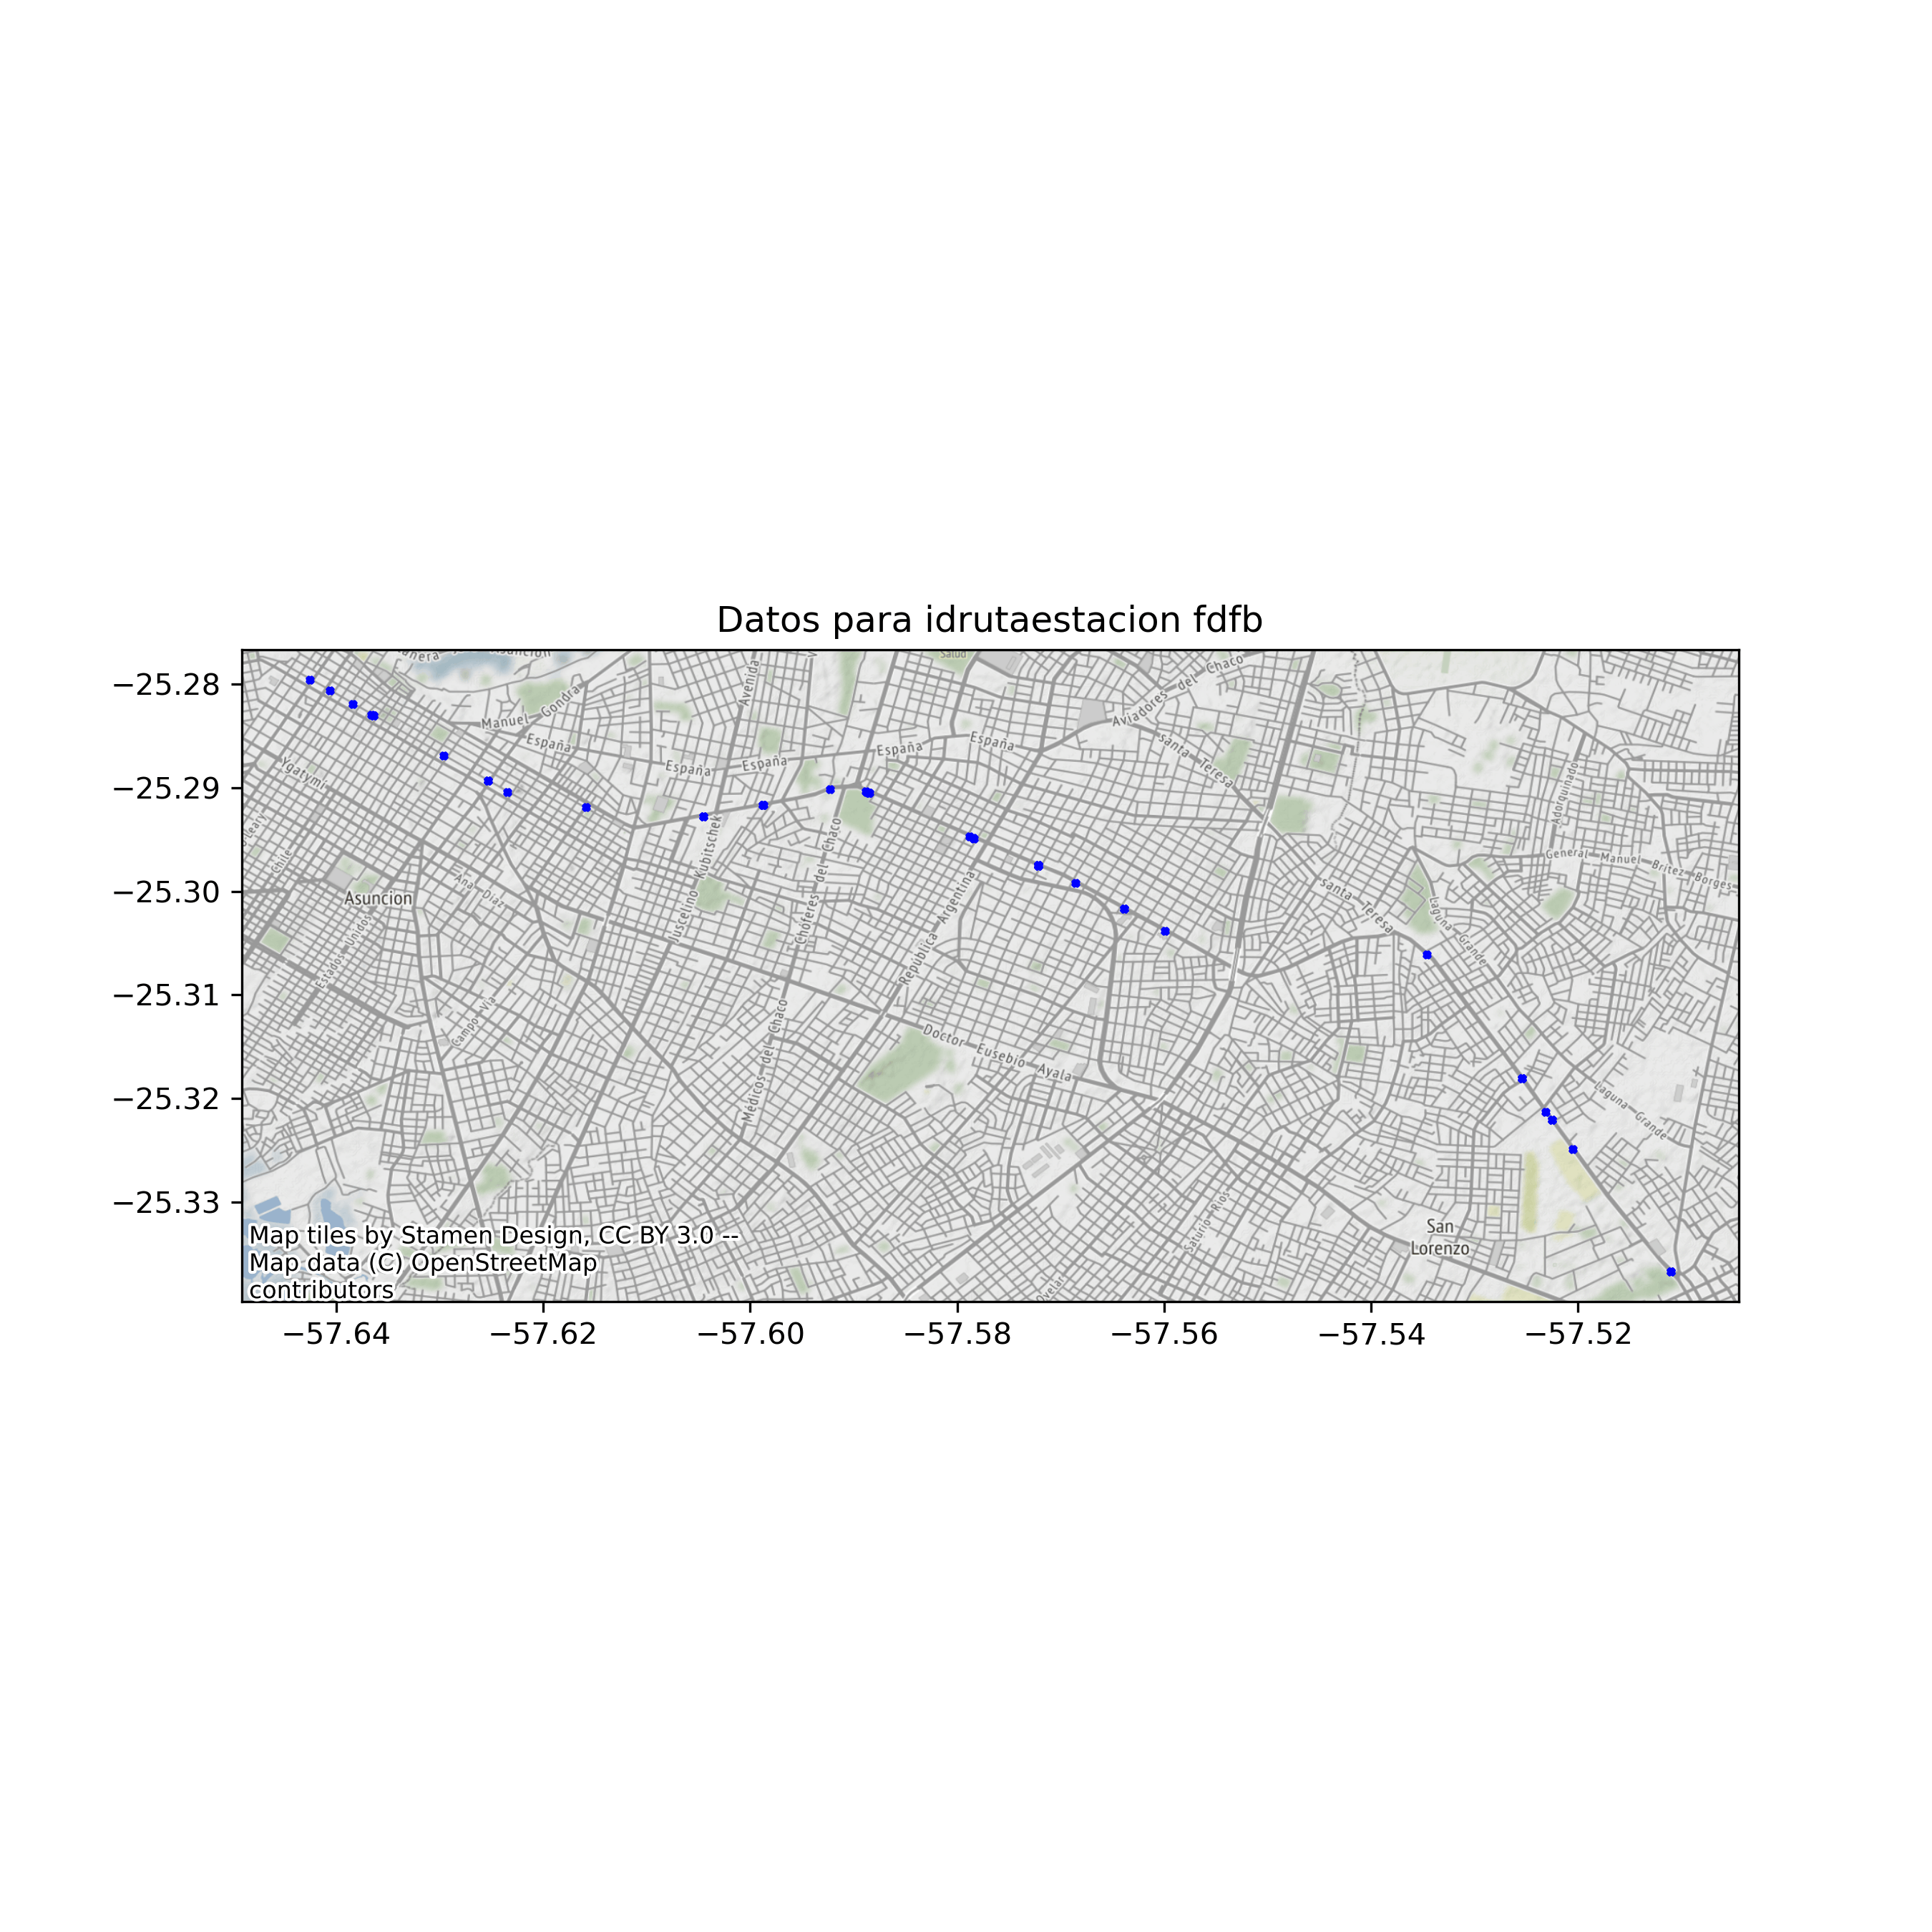 Datos para idrutaestacion fdfb
−25.28
−25.29
−25.30
−25.31
−25.32
−25.33
−57.64
−57.62
−57.60
−57.58
−57.56
−57.54
−57.52
Salud
Avenida
Aviadores del Chaco
Manuel Gondra
España
España
España
España
España
Santa Teresa
Ygatymi
Chile
Asuncion
Ana Díaz
Estados Unidos
Campo Vía
Juscelino Kubitschek
Chóferes del Chaco
República Argentina
Médicos del Chaco
Doctor Eusebio Ayala
Santa Teresa
Laguna Grande
General Manuel Britez Borges
Laguna Grande
Saturio Ríos
San
Lorenzo
Map tiles by Stamen Design, CC BY 3.0 --
Map data (C) OpenStreetMap
contributors